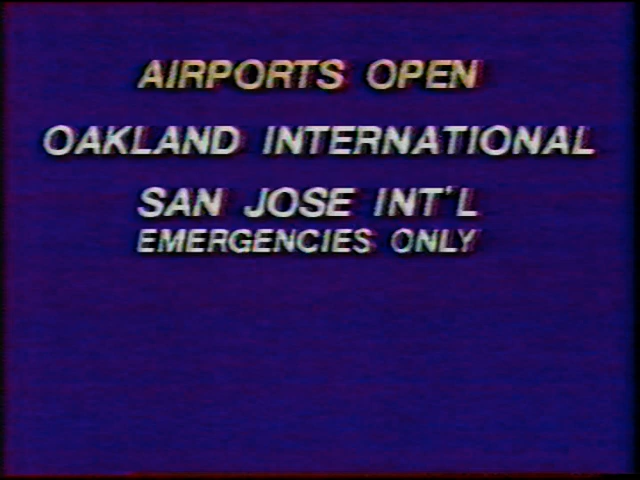 AIRPORTS OPEN
OAKLAND INTERNATIONAL
SAN JOSE INT'L
EMERGENCIES ONLY